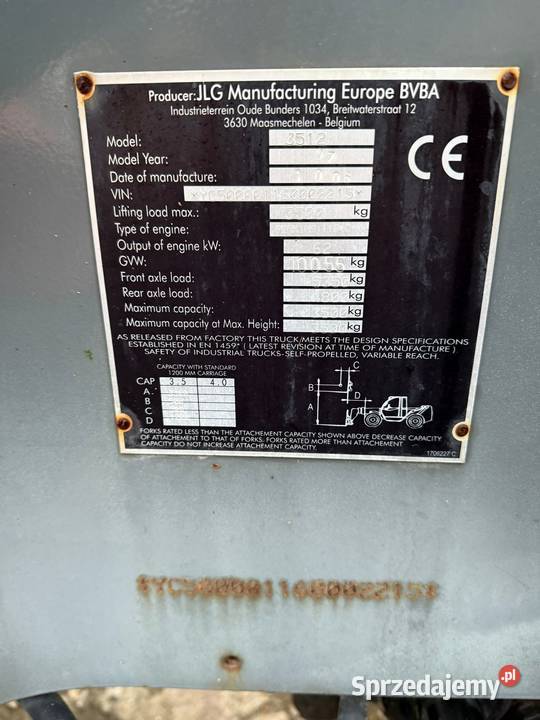 Producer: JLG Manufacturing Europe BVBA
Industrieterrein Oude Bunders 1034, Breitwaterstraat 12
3630 Maasmechelen - Belgium
Model: 3512
Model Year:
Date of manufacture:
VIN:
Lifting load max.: kg
Type of engine:
Output of engine kW:
GVW: 10055 kg
Front axle load: kg
Rear axle load: kg
Maximum capacity: kg
Maximum capacity at Max. Height: kg
CE
AS RELEASED FROM FACTORY THIS TRUCK/MEETS THE DESIGN SPECIFICATIONS
ESTABLISHED IN EN 1459° (LATEST REVISION AT TIME OF MANUFACTURE)
SAFETY OF INDUSTRIAL TRUCKS-SELF-PROPELLED, VARIABLE REACH.
CAPACITY WITH STANDARD
1200 MM CARRIAGE
CAP 3.5 4.0
A
B
C
D
C
B
D
A
FORKS RATED LESS THAN THE ATTACHMENT CAPACITY SHOWN ABOVE DECREASE CAPACITY
OF ATTACHMENT TO THAT OF FORKS. FORKS RATED MORE THAN ATTACHMENT
CAPACITY DO NOT INCREASE ATTACHMENT CAPACITY.
1706227 C
Sprzedajemy.pl